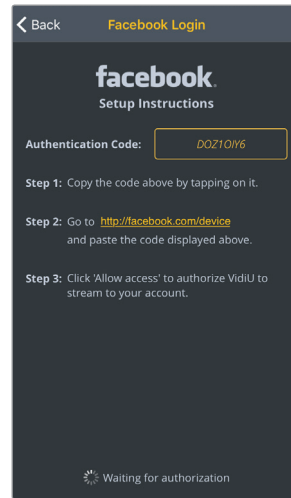 Back
Facebook Login
facebook.
Setup Instructions
Authentication Code: DOZ1OIY6
Step 1: Copy the code above by tapping on it.
Step 2: Go to http://facebook.com/device
and paste the code displayed above.
Step 3: Click 'Allow access' to authorize VidiU to
stream to your account.
Waiting for authorization